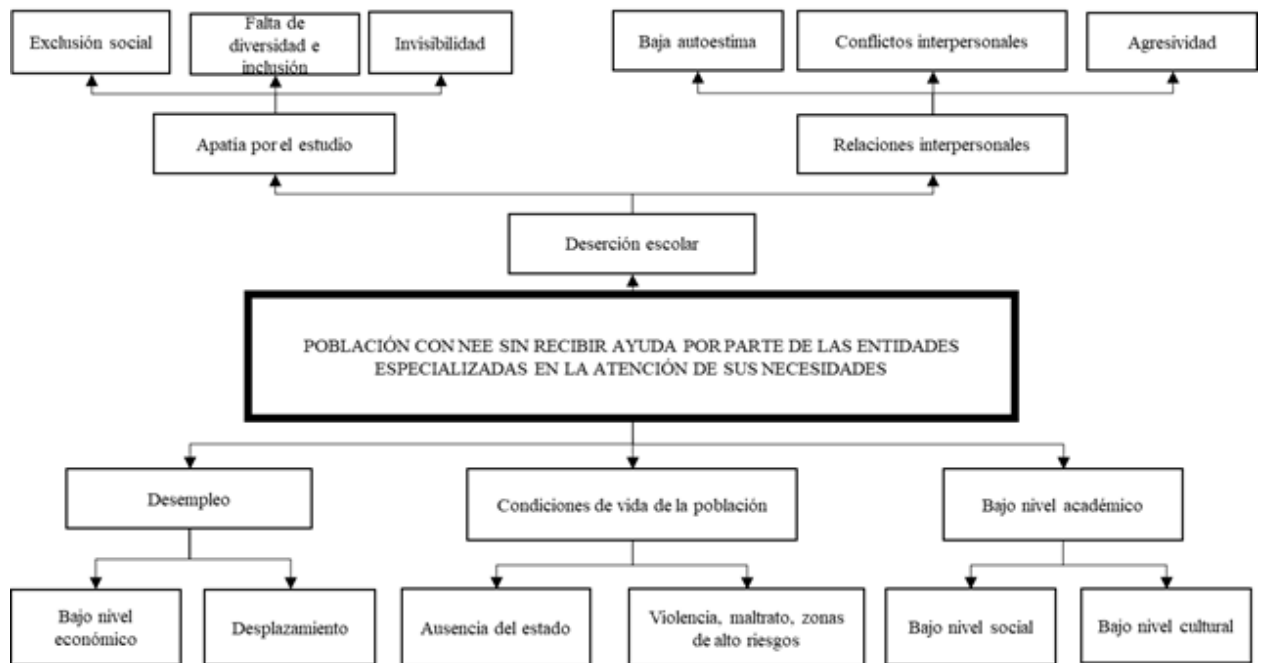 Exclusión social
Falta de
diversidad e
inclusión
Invisibilidad
Baja autoestima
Conflictos interpersonales
Agresividad
Apatía por el estudio
Relaciones interpersonales
Deserción escolar
POBLACIÓN CON NEE SIN RECIBIR AYUDA POR PARTE DE LAS ENTIDADES
ESPECIALIZADAS EN LA ATENCIÓN DE SUS NECESIDADES
Desempleo
Condiciones de vida de la población
Bajo nivel académico
Bajo nivel
económico
Desplazamiento
Ausencia del estado
Violencia, maltrato, zonas
de alto riesgos
Bajo nivel social
Bajo nivel cultural